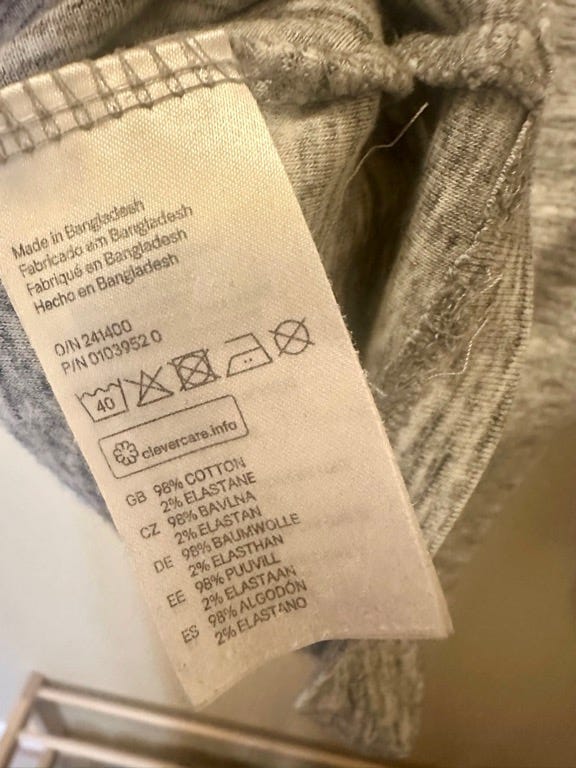 Made in Bangladesh
Fabricado em Bangladesh
Fabriqué en Bangladesh
Hecho en Bangladesh
O/N 241400
P/N 0103952 0
40
clevercare.info
GB 98% COTTON
2% ELASTANE
CZ 98% BAVLNA
2% ELASTAN
DE 98% BAUMWOLLE
2% ELASTHAN
EE 98% PUUVILL
2% ELASTAAN
ES 98% ALGODÓN
2% ELASTANO